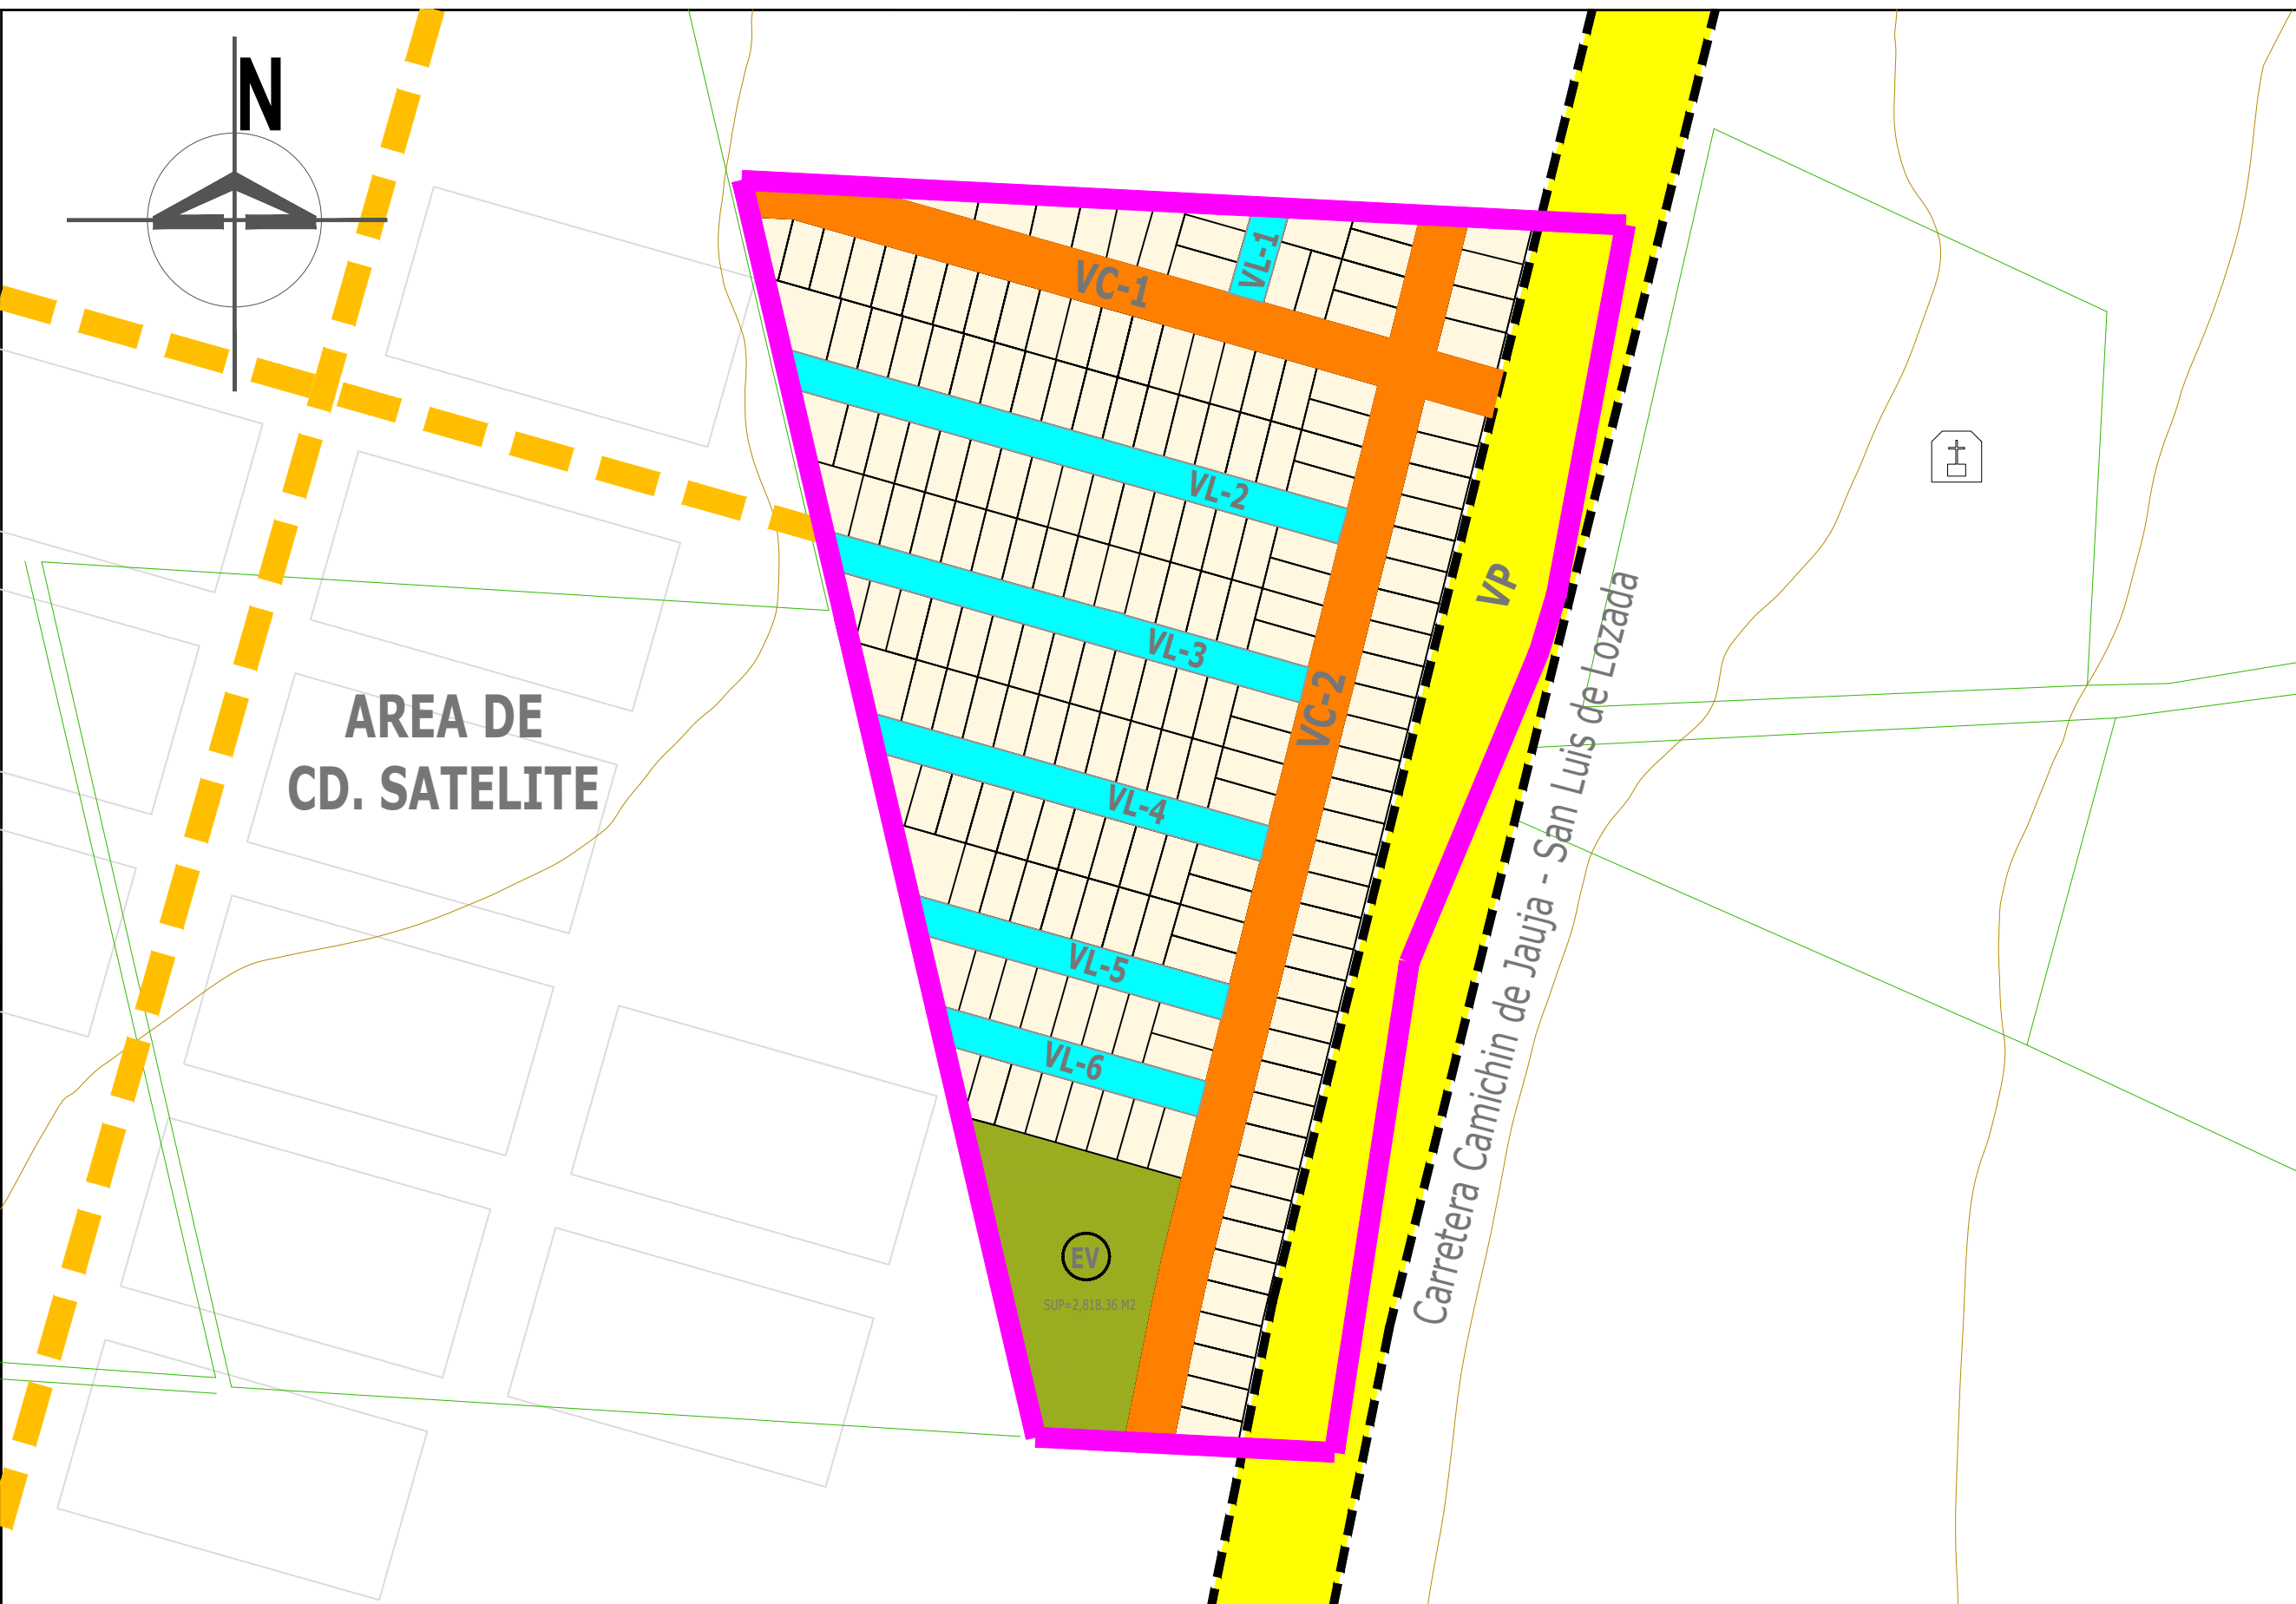 N
VL-1
VC-1
VL-2
VP
VL-3
VC-2
AREA DE
CD. SATELITE
VL-4
Carretera Camichin de Jauja - San Luis de Lozada
VL-5
VL-6
EV
SUP=2,818.36 M2